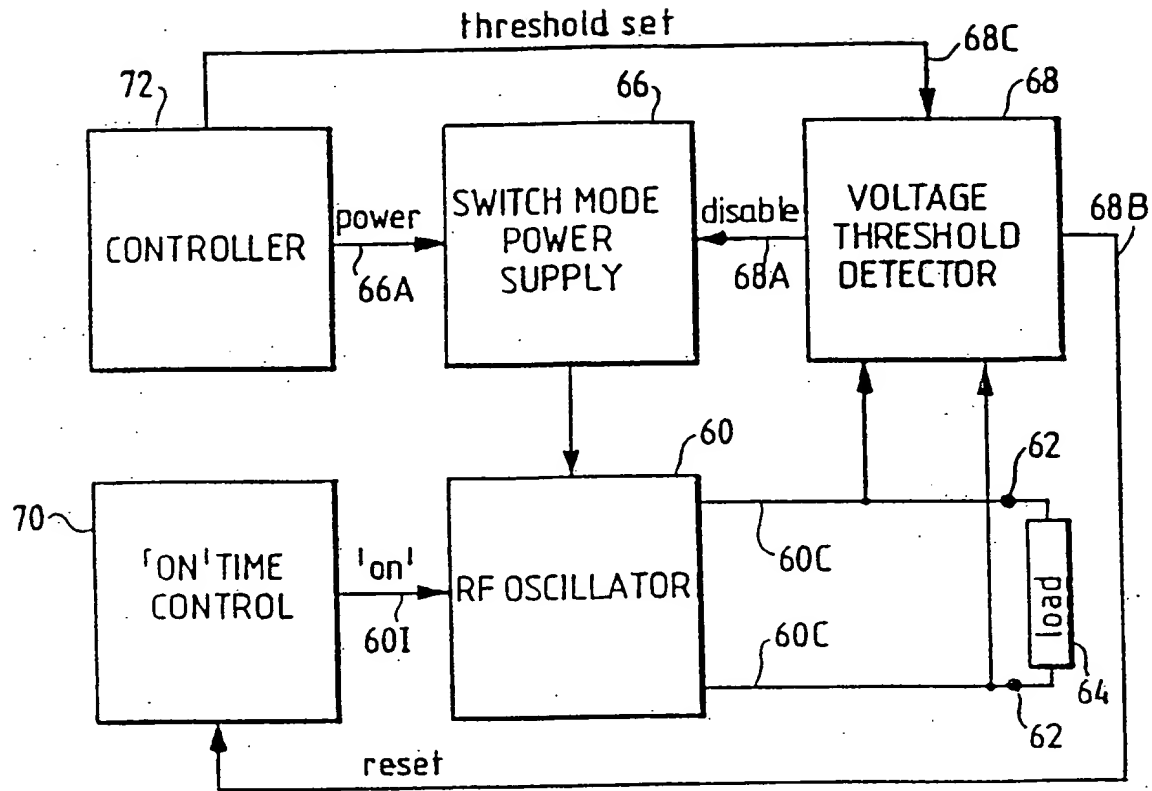 threshold set
68C
72
66
68
CONTROLLER
power
66A
SWITCH MODE
POWER
SUPPLY
disable
68A
VOLTAGE
THRESHOLD
DETECTOR
68B
60
62
70
'ON' TIME
CONTROL
'on'
60I
RF OSCILLATOR
60C
60C
load
64
62
reset